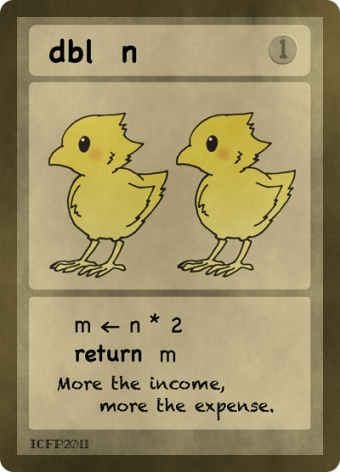 dbl n
1
m ← n * 2
return m
More the income,
more the expense.
ICFP2011